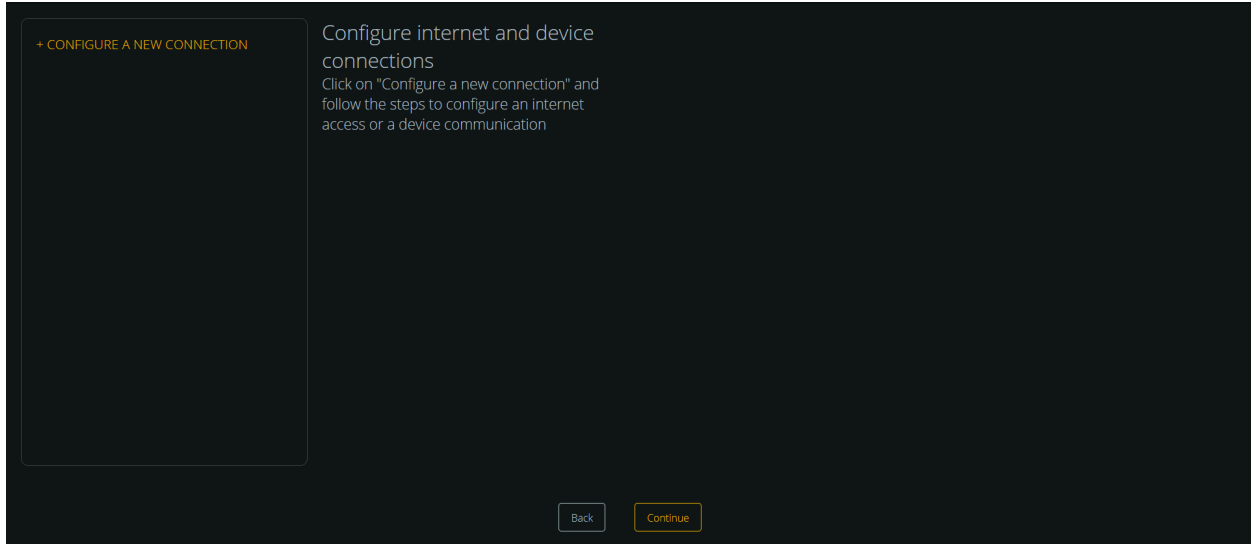 + CONFIGURE A NEW CONNECTION
Configure internet and device
connections
Click on "Configure a new connection" and
follow the steps to configure an internet
access or a device communication
Back
Continue